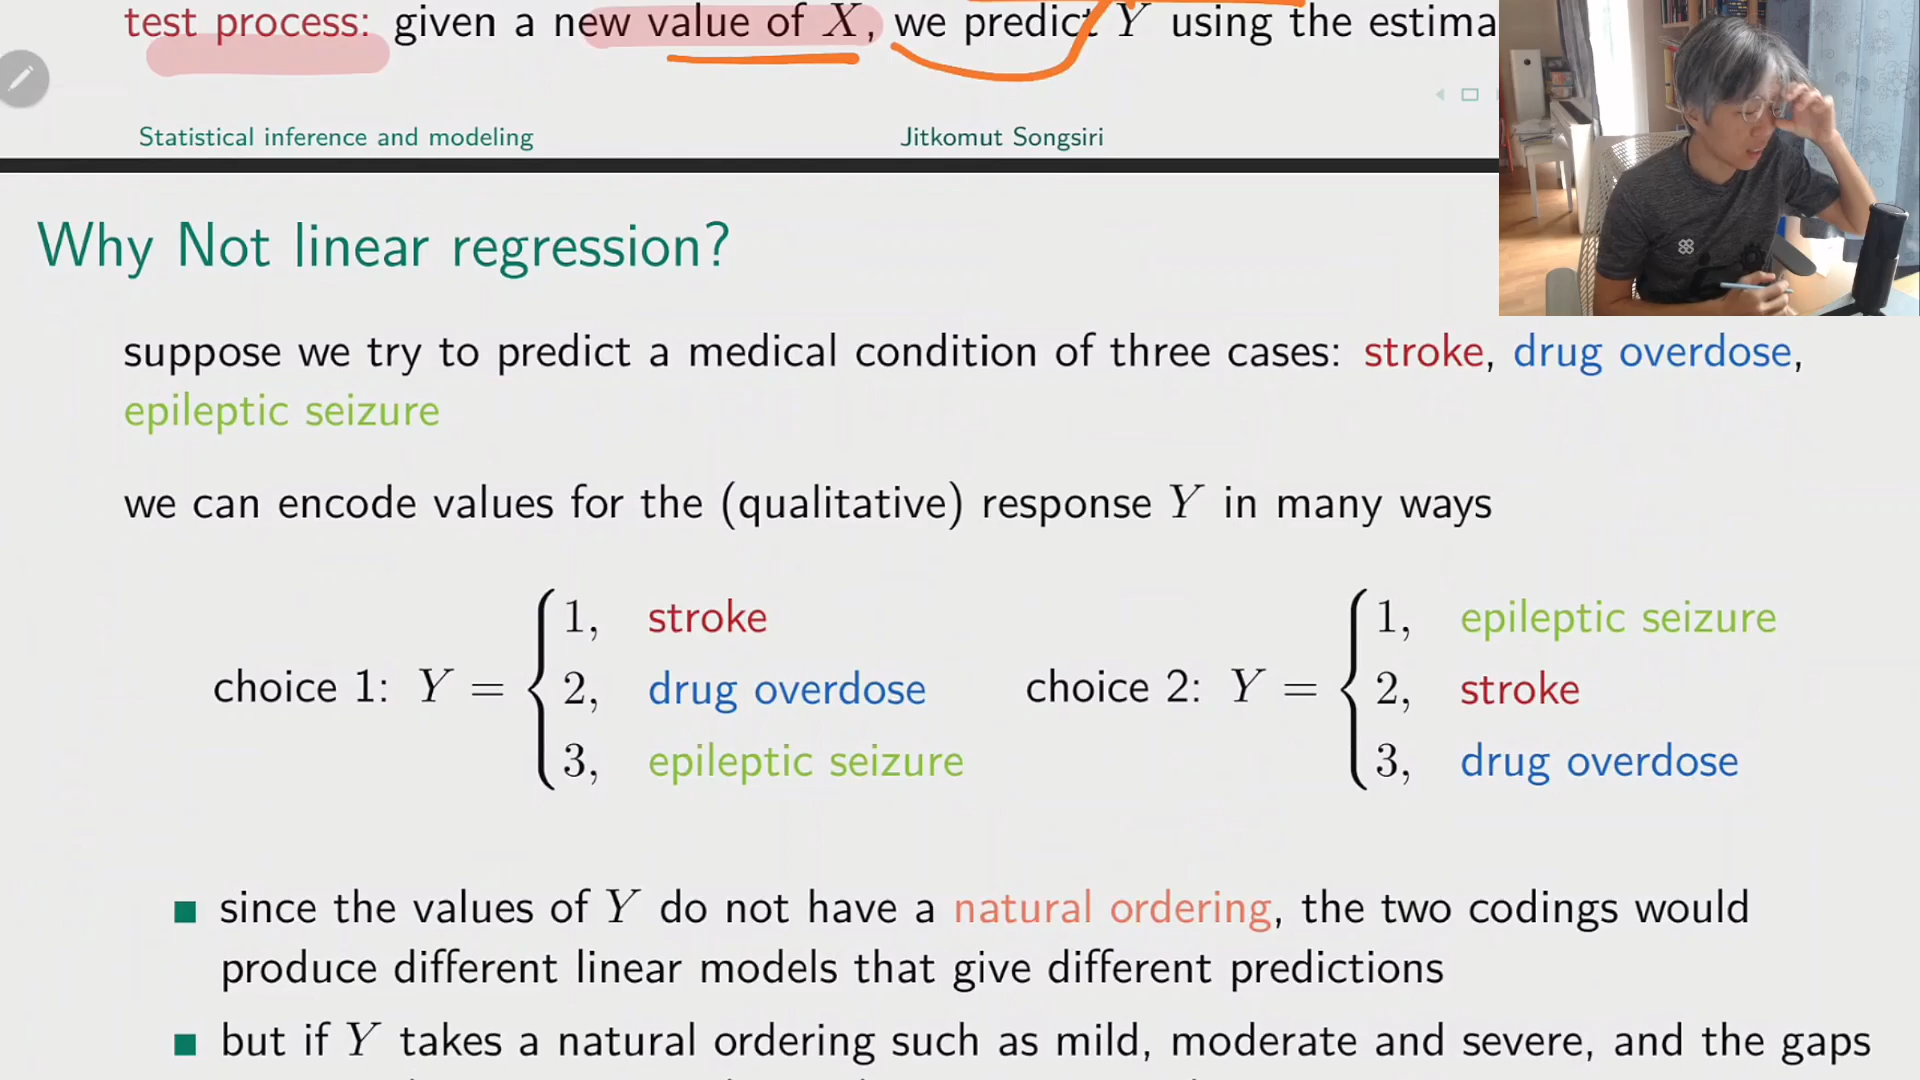 test process: given a new value of X, we predict Y using the estima
Statistical inference and modeling
Jitkomut Songsiri
Why Not linear regression?
suppose we try to predict a medical condition of three cases: stroke, drug overdose,
epileptic seizure
we can encode values for the (qualitative) response Y in many ways
choice 1: Y = { 1, stroke
2, drug overdose
3, epileptic seizure
choice 2: Y = { 1, epileptic seizure
2, stroke
3, drug overdose
■ since the values of Y do not have a natural ordering, the two codings would
produce different linear models that give different predictions
■ but if Y takes a natural ordering such as mild, moderate and severe, and the gaps